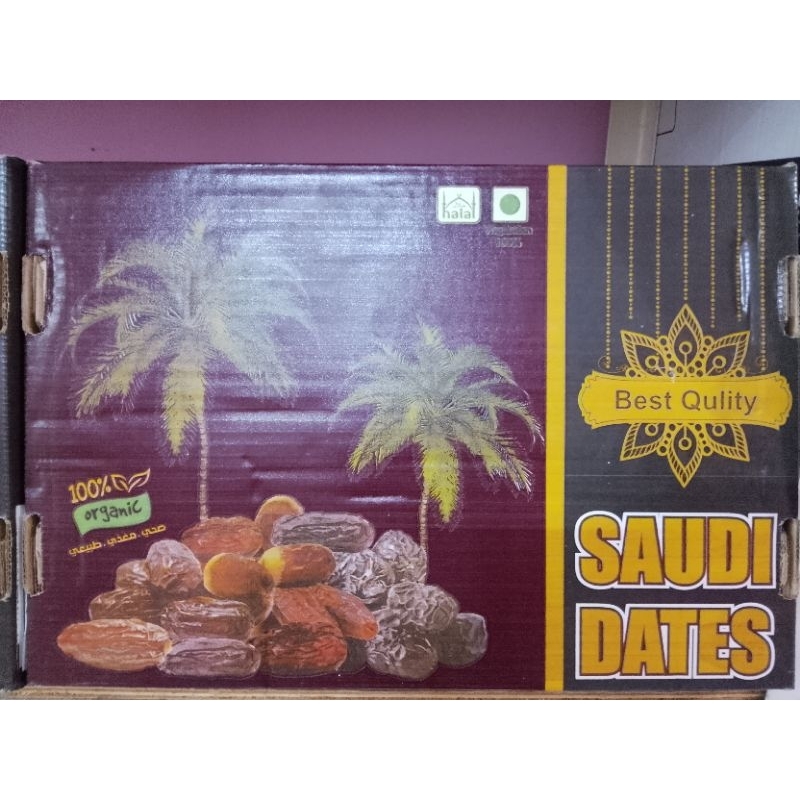 halal
100%
organic
صحي . مغذي . طبيعي
Best Qulity
SAUDI
DATES